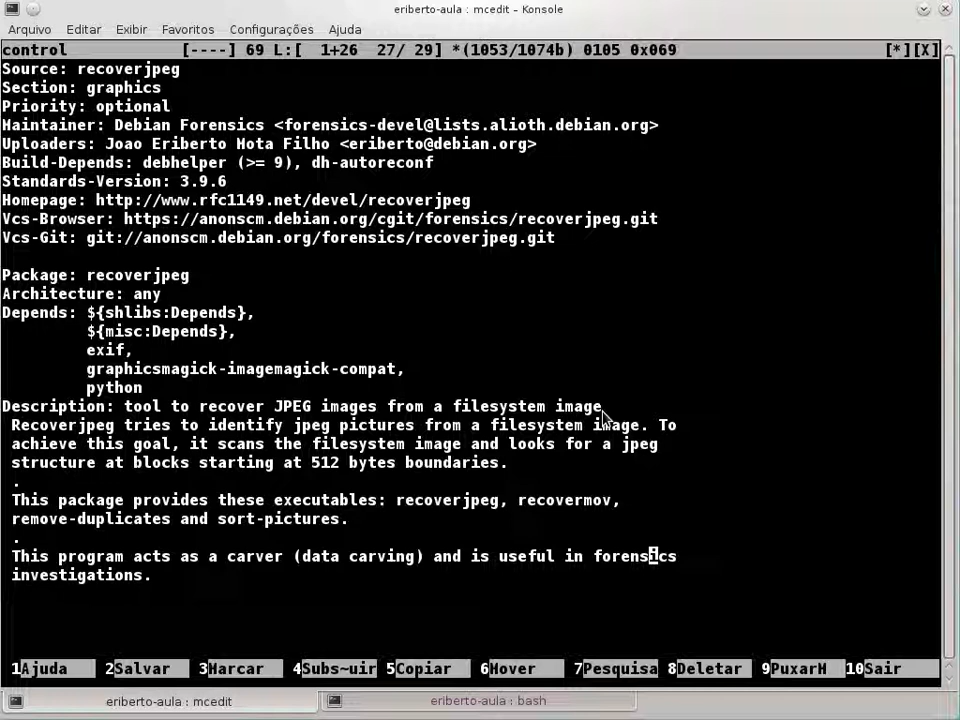 eriberto-aula : mcedit – Konsole
Arquivo Editar Exibir Favoritos Configurações Ajuda
control [----] 69 L:[ 1+26 27/ 29] *(1053/1074b) 0105 0x069 [*][X]
Source: recoverjpeg
Section: graphics
Priority: optional
Maintainer: Debian Forensics <forensics-devel@lists.alioth.debian.org>
Uploaders: Joao Eriberto Mota Filho <eriberto@debian.org>
Build-Depends: debhelper (>= 9), dh-autoreconf
Standards-Version: 3.9.6
Homepage: http://www.rfc1149.net/devel/recoverjpeg
Vcs-Browser: https://anonscm.debian.org/cgit/forensics/recoverjpeg.git
Vcs-Git: git://anonscm.debian.org/forensics/recoverjpeg.git
Package: recoverjpeg
Architecture: any
Depends: ${shlibs:Depends},
${misc:Depends},
exif,
graphicsmagick-imagemagick-compat,
python
Description: tool to recover JPEG images from a filesystem image
Recoverjpeg tries to identify jpeg pictures from a filesystem image. To
achieve this goal, it scans the filesystem image and looks for a jpeg
structure at blocks starting at 512 bytes boundaries.
.
This package provides these executables: recoverjpeg, recovermov,
remove-duplicates and sort-pictures.
.
This program acts as a carver (data carving) and is useful in forensics
investigations.
1Ajuda 2Salvar 3Marcar 4Subs~uir 5Copiar 6Mover 7Pesquisa 8Deletar 9PuxarM 10Sair
eriberto-aula : mcedit eriberto-aula : bash